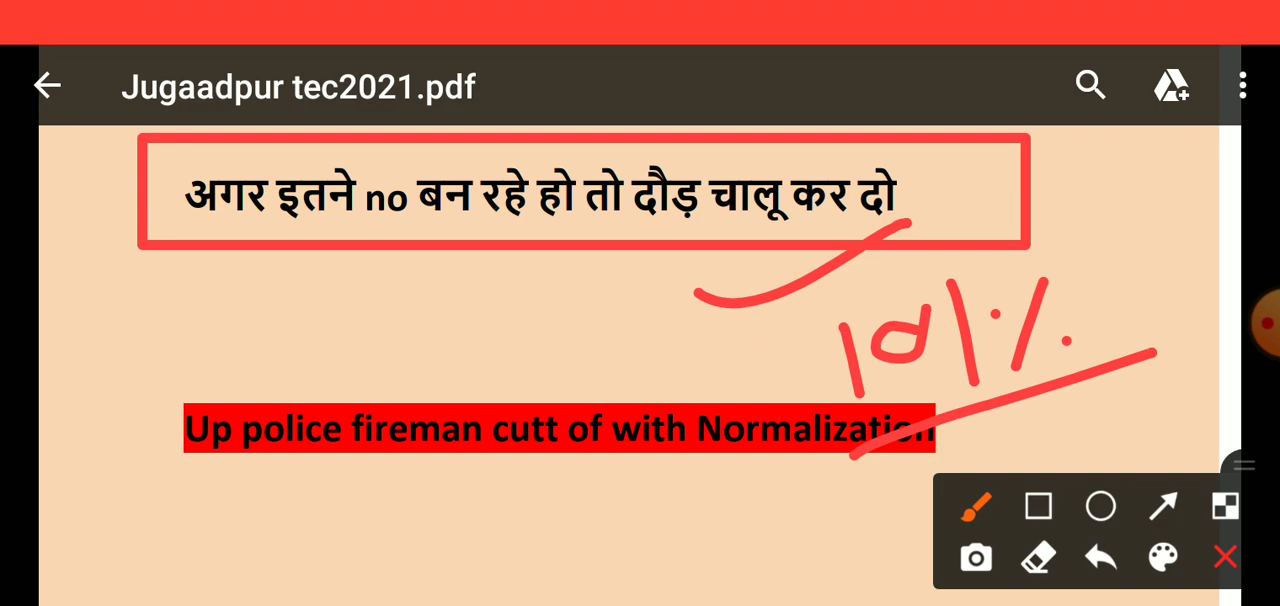 Jugaadpur tec2021.pdf
अगर इतने no बन रहे हो तो दौड़ चालू कर दो
101%
Up police fireman cutt of with Normalization